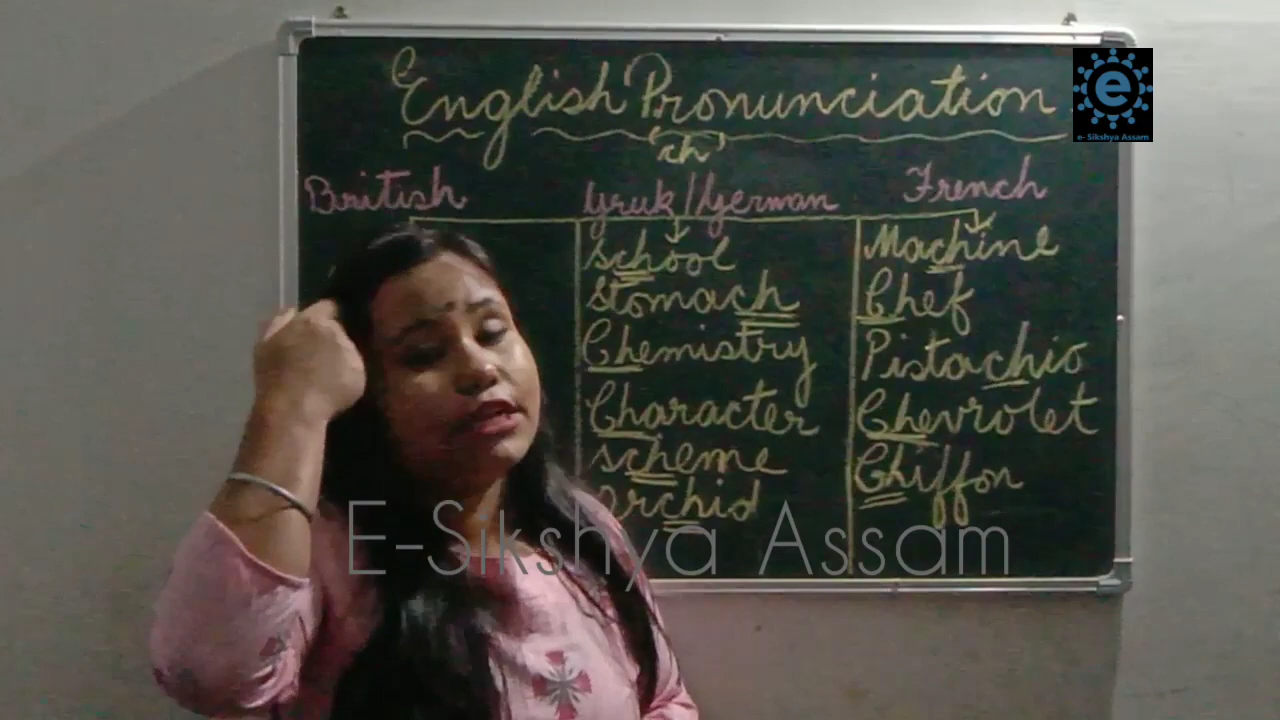 English Pronunciation
'ch'
British
Greek/German
French
School
Stomach
Chemistry
Character
Scheme
orchid
Machine
Chef
Pistachio
Chevrolet
Chiffon
e
e- Sikshya Assam
E-Sikshya Assam